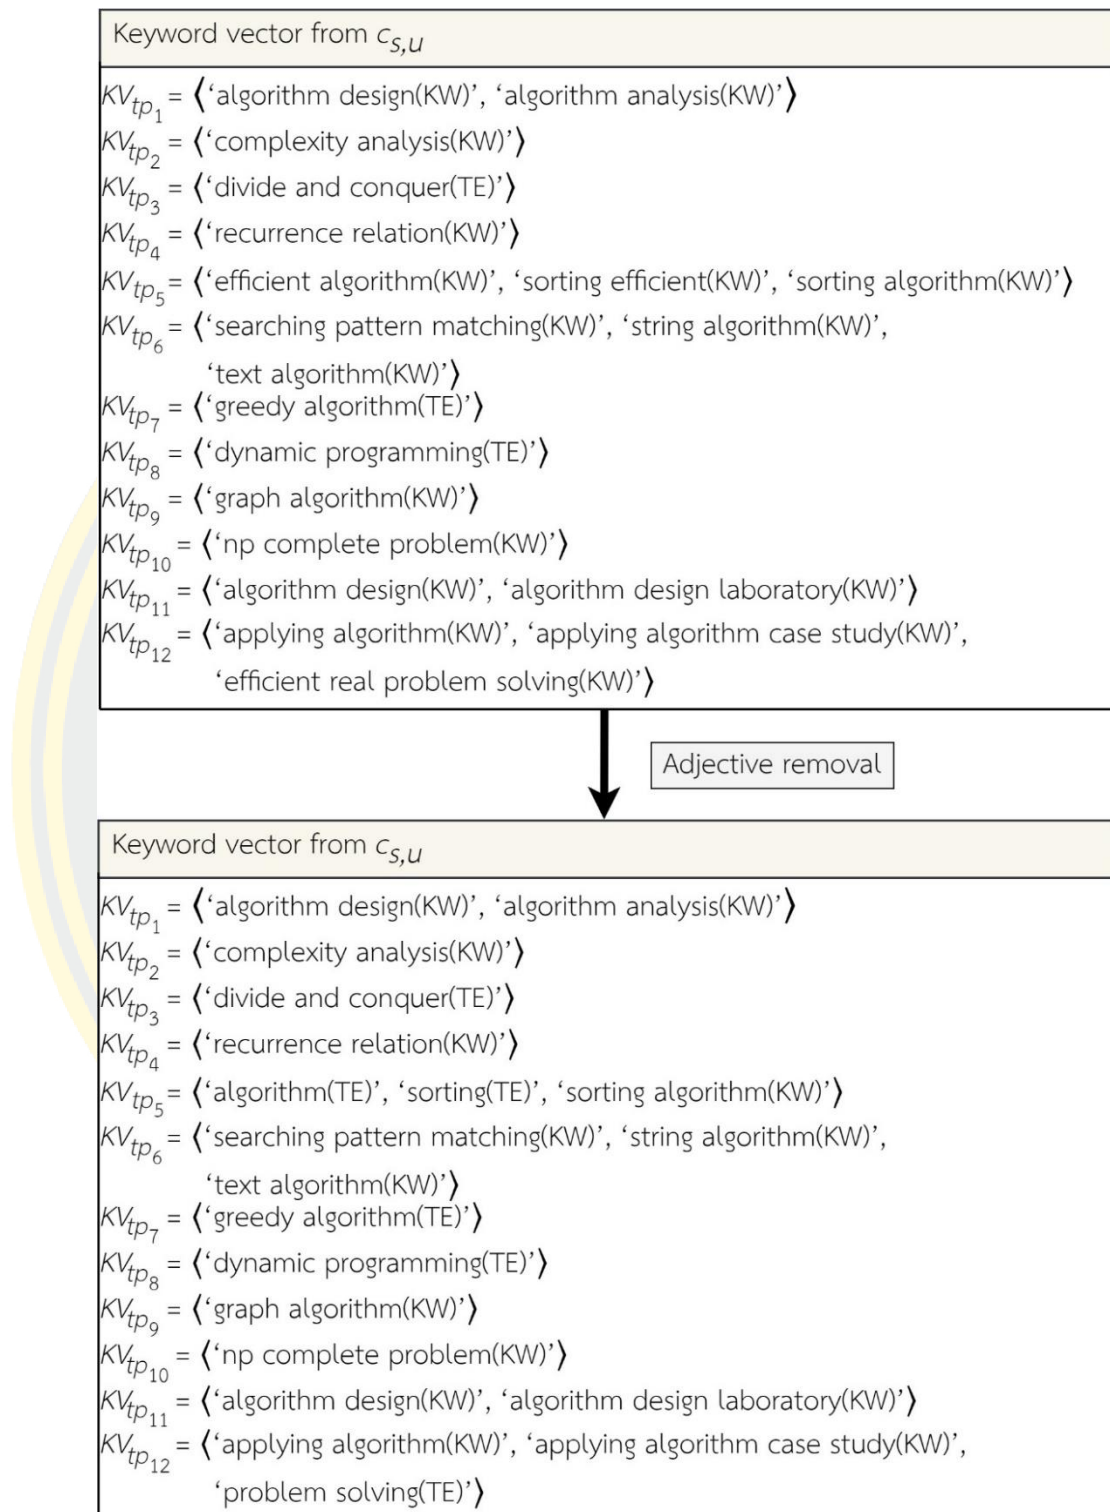 Keyword vector from c_{s,u}
KV_{tp_1} = ⟨‘algorithm design(KW)’, ‘algorithm analysis(KW)’⟩
KV_{tp_2} = ⟨‘complexity analysis(KW)’⟩
KV_{tp_3} = ⟨‘divide and conquer(TE)’⟩
KV_{tp_4} = ⟨‘recurrence relation(KW)’⟩
KV_{tp_5} = ⟨‘efficient algorithm(KW)’, ‘sorting efficient(KW)’, ‘sorting algorithm(KW)’⟩
KV_{tp_6} = ⟨‘searching pattern matching(KW)’, ‘string algorithm(KW)’,
‘text algorithm(KW)’⟩
KV_{tp_7} = ⟨‘greedy algorithm(TE)’⟩
KV_{tp_8} = ⟨‘dynamic programming(TE)’⟩
KV_{tp_9} = ⟨‘graph algorithm(KW)’⟩
KV_{tp_10} = ⟨‘np complete problem(KW)’⟩
KV_{tp_11} = ⟨‘algorithm design(KW)’, ‘algorithm design laboratory(KW)’⟩
KV_{tp_12} = ⟨‘applying algorithm(KW)’, ‘applying algorithm case study(KW)’,
‘efficient real problem solving(KW)’⟩
Adjective removal
Keyword vector from c_{s,u}
KV_{tp_1} = ⟨‘algorithm design(KW)’, ‘algorithm analysis(KW)’⟩
KV_{tp_2} = ⟨‘complexity analysis(KW)’⟩
KV_{tp_3} = ⟨‘divide and conquer(TE)’⟩
KV_{tp_4} = ⟨‘recurrence relation(KW)’⟩
KV_{tp_5} = ⟨‘algorithm(TE)’, ‘sorting(TE)’, ‘sorting algorithm(KW)’⟩
KV_{tp_6} = ⟨‘searching pattern matching(KW)’, ‘string algorithm(KW)’,
‘text algorithm(KW)’⟩
KV_{tp_7} = ⟨‘greedy algorithm(TE)’⟩
KV_{tp_8} = ⟨‘dynamic programming(TE)’⟩
KV_{tp_9} = ⟨‘graph algorithm(KW)’⟩
KV_{tp_10} = ⟨‘np complete problem(KW)’⟩
KV_{tp_11} = ⟨‘algorithm design(KW)’, ‘algorithm design laboratory(KW)’⟩
KV_{tp_12} = ⟨‘applying algorithm(KW)’, ‘applying algorithm case study(KW)’,
‘problem solving(TE)’⟩